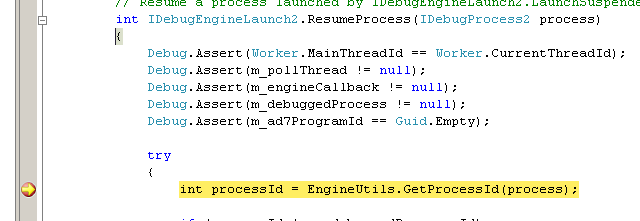 // Resume a process launched by IDebugEngineLaunch2.LaunchSuspende
int IDebugEngineLaunch2.ResumeProcess(IDebugProcess2 process)
{
Debug.Assert(Worker.MainThreadId == Worker.CurrentThreadId);
Debug.Assert(m_pollThread != null);
Debug.Assert(m_engineCallback != null);
Debug.Assert(m_debuggedProcess != null);
Debug.Assert(m_ad7ProgramId == Guid.Empty);
try
{
int processId = EngineUtils.GetProcessId(process);